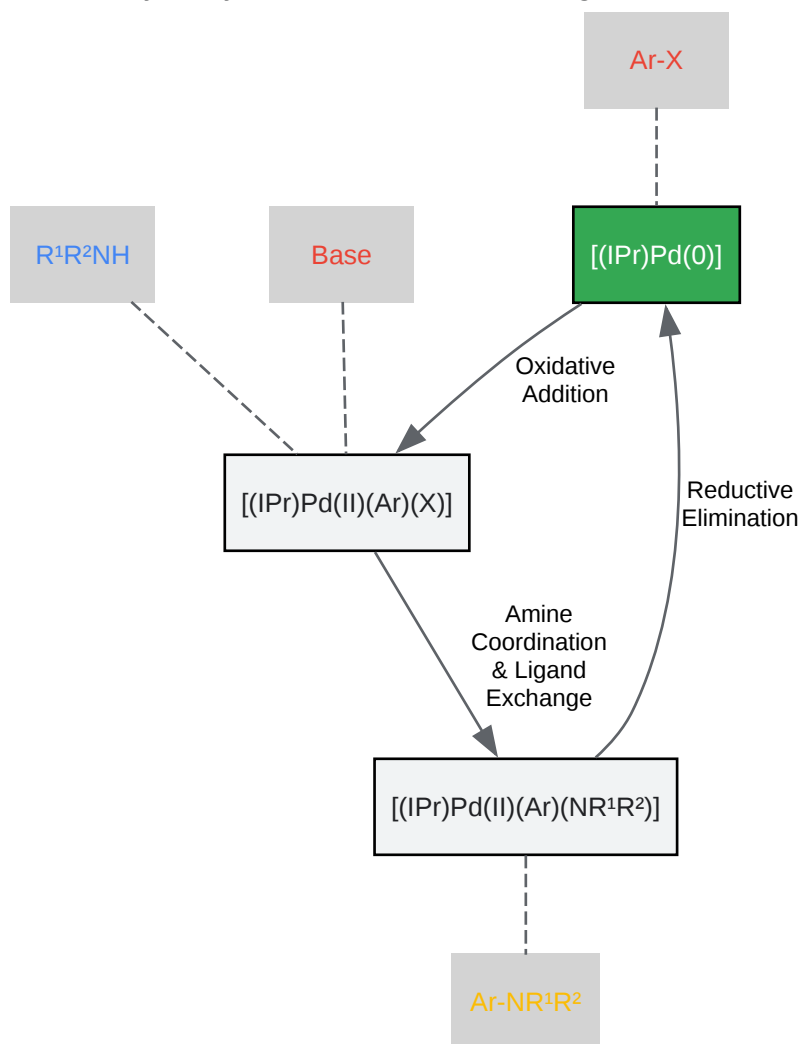 Ar-X
R¹R²NH
Base
[(IPr)Pd(0)]
Oxidative
Addition
[(IPr)Pd(II)(Ar)(X)]
Reductive
Elimination
Amine
Coordination
& Ligand
Exchange
[(IPr)Pd(II)(Ar)(NR¹R²)]
Ar-NR¹R²